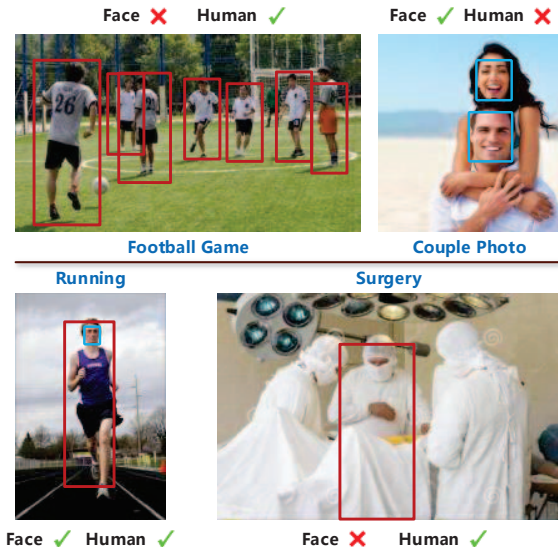 Face ✗ Human ✓
Face ✓ Human ✗
26
Football Game
Couple Photo
Running
Surgery
Face ✓ Human ✓
Face ✗ Human ✓